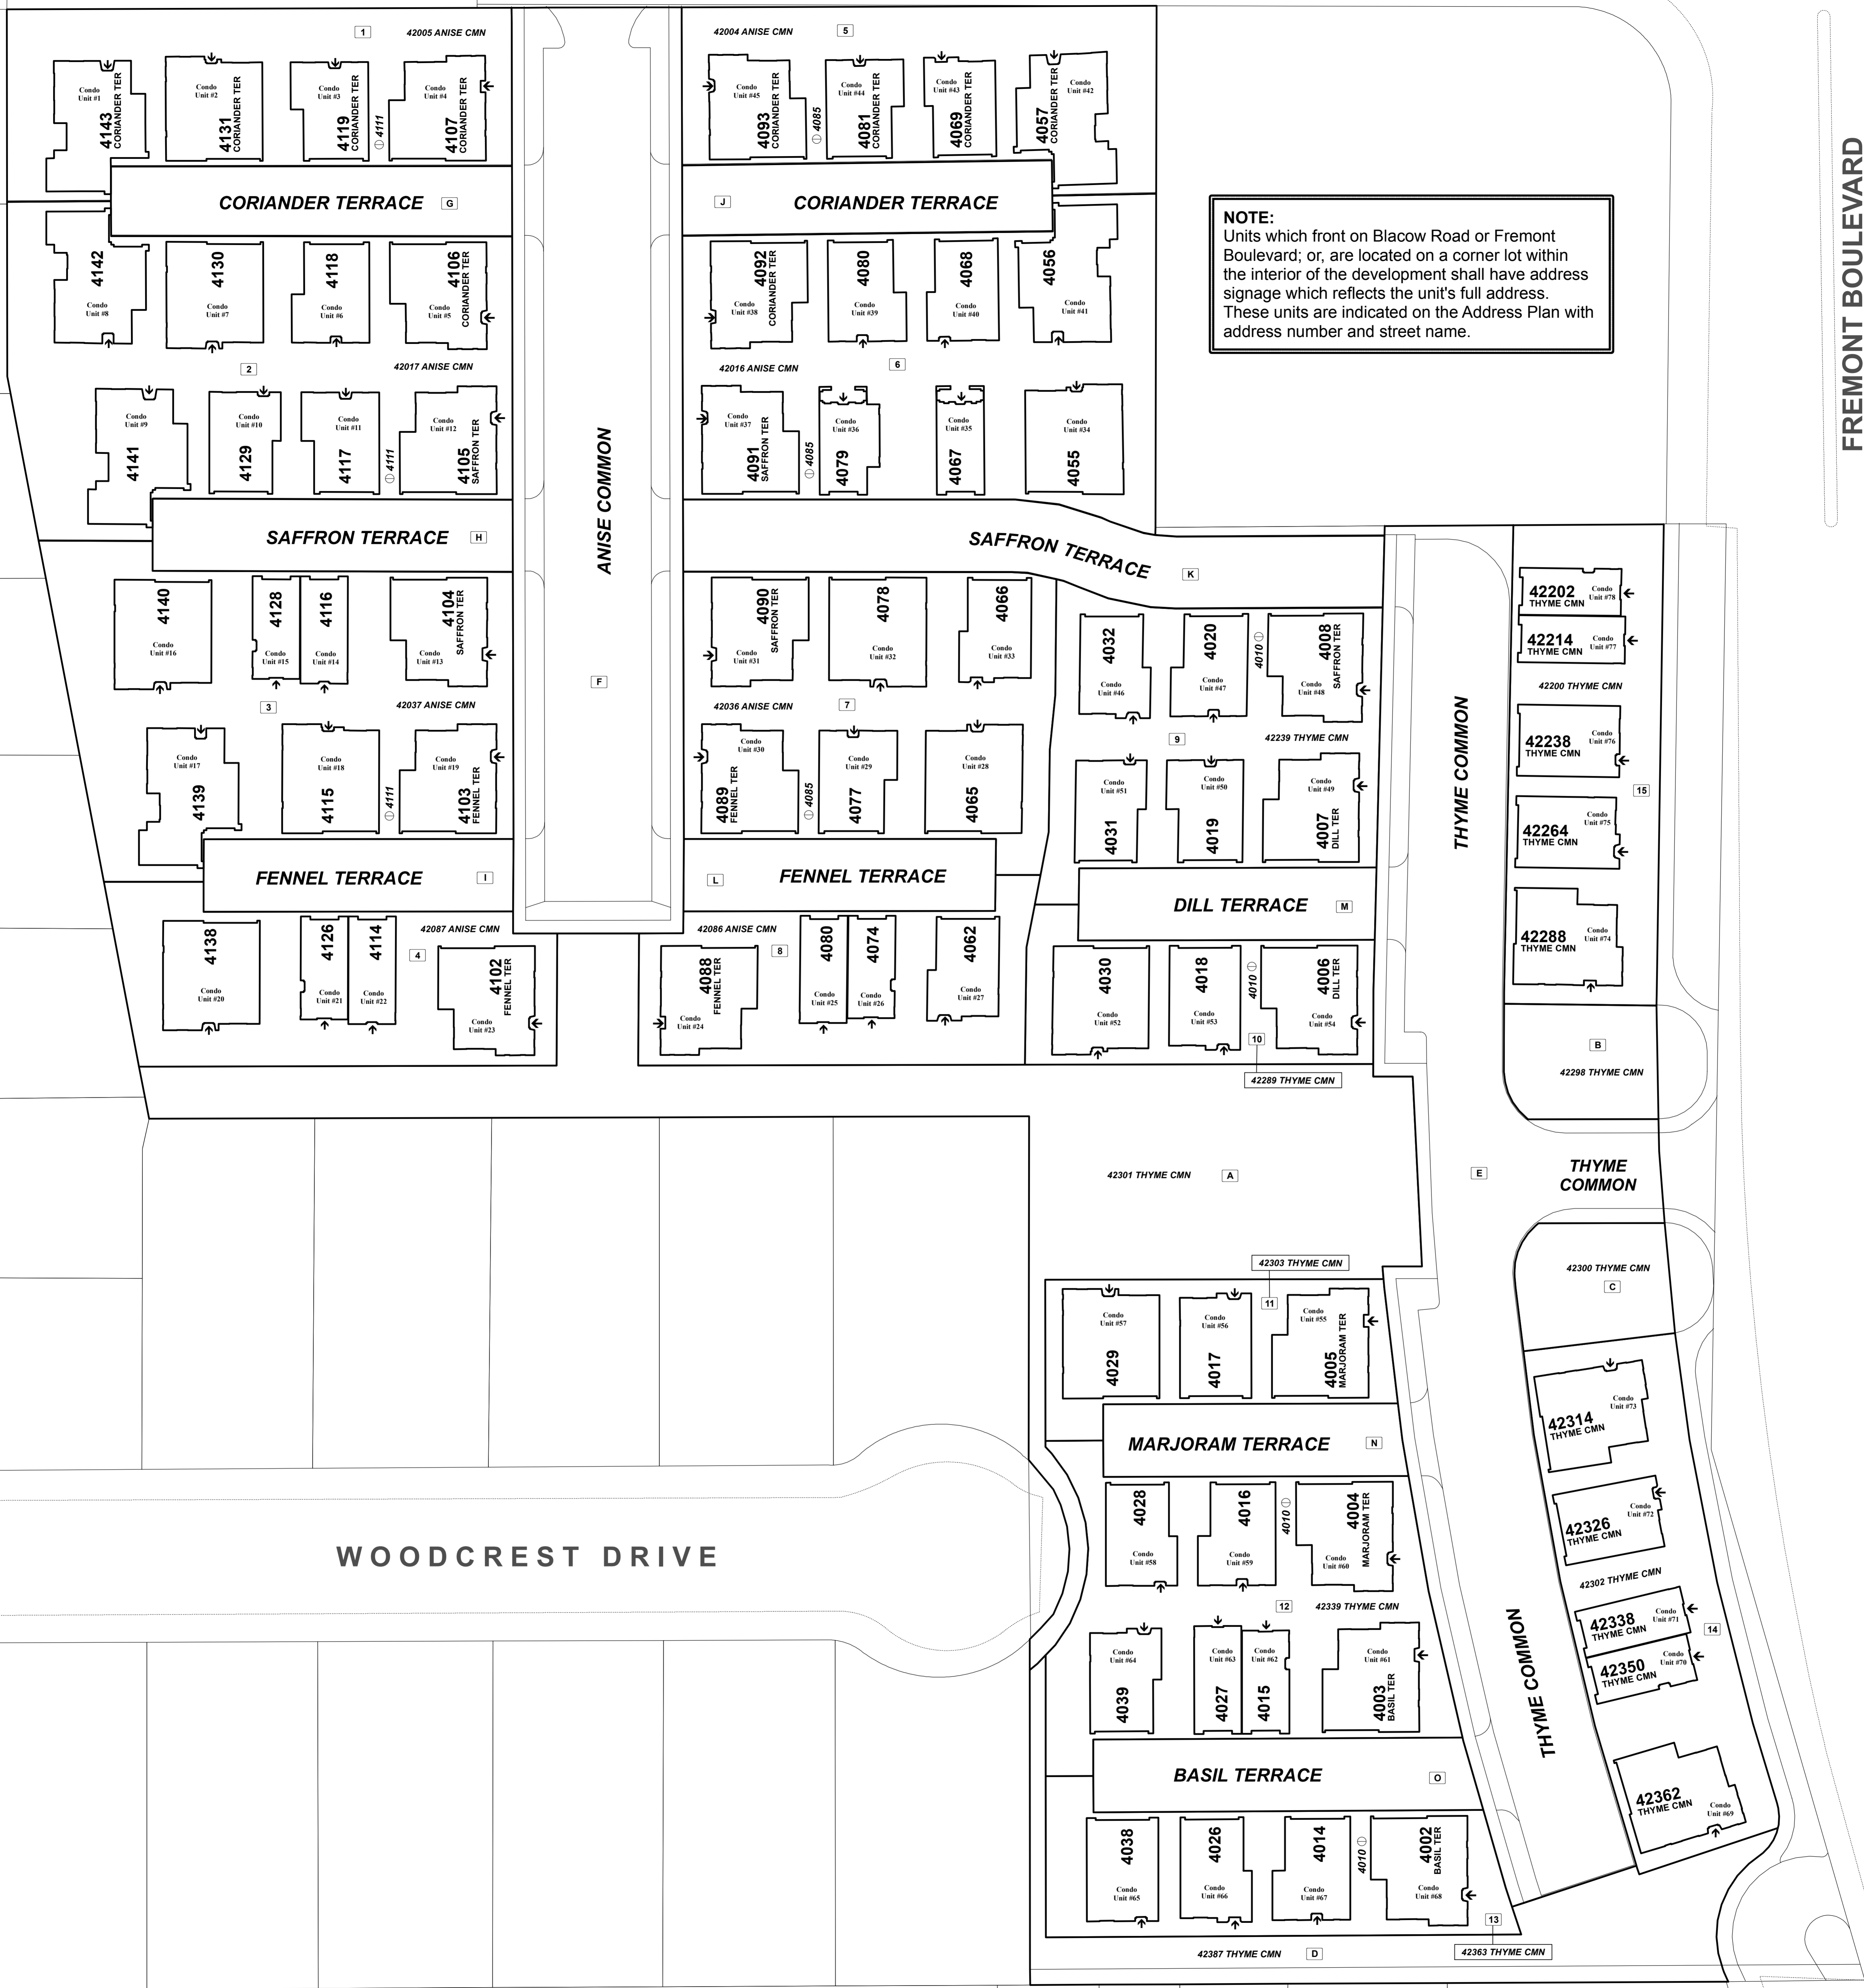 1
42005 ANISE CMN
42004 ANISE CMN
5
Condo
Unit #1
4143
CORIANDER TER
Condo
Unit #2
4131
CORIANDER TER
Condo
Unit #3
4119
CORIANDER TER
4111
Condo
Unit #4
4107
CORIANDER TER
Condo
Unit #45
4093
CORIANDER TER
4085
Condo
Unit #44
4081
CORIANDER TER
Condo
Unit #43
4069
CORIANDER TER
Condo
Unit #42
4057
CORIANDER TER
FREMONT BOULEVARD
CORIANDER TERRACE
G
J
CORIANDER TERRACE
NOTE:
Units which front on Blacow Road or Fremont
Boulevard; or, are located on a corner lot within
the interior of the development shall have address
signage which reflects the unit's full address.
These units are indicated on the Address Plan with
address number and street name.
4142
Condo
Unit #8
4130
Condo
Unit #7
4118
Condo
Unit #6
4106
CORIANDER TER
Condo
Unit #5
4092
CORIANDER TER
Condo
Unit #38
4080
Condo
Unit #39
4068
Condo
Unit #40
4056
Condo
Unit #41
2
42017 ANISE CMN
42016 ANISE CMN
6
Condo
Unit #9
4141
Condo
Unit #10
4129
Condo
Unit #11
4117
4111
Condo
Unit #12
4105
SAFFRON TER
ANISE COMMON
Condo
Unit #37
4091
SAFFRON TER
4085
Condo
Unit #36
4079
Condo
Unit #35
4067
Condo
Unit #34
4055
SAFFRON TERRACE
H
SAFFRON TERRACE
K
4140
Condo
Unit #16
4128
Condo
Unit #15
4116
Condo
Unit #14
4104
SAFFRON TER
Condo
Unit #13
F
4090
SAFFRON TER
Condo
Unit #31
4078
Condo
Unit #32
4066
Condo
Unit #33
4032
Condo
Unit #46
4020
Condo
Unit #47
4010
4008
SAFFRON TER
Condo
Unit #48
42202
THYME CMN
Condo
Unit #78
42214
THYME CMN
Condo
Unit #77
42200 THYME CMN
3
42037 ANISE CMN
42036 ANISE CMN
7
9
42239 THYME CMN
THYME COMMON
42238
THYME CMN
Condo
Unit #76
15
Condo
Unit #17
4139
Condo
Unit #18
4115
4111
Condo
Unit #19
4103
FENNEL TER
Condo
Unit #30
4089
FENNEL TER
4085
Condo
Unit #29
4077
Condo
Unit #28
4065
Condo
Unit #51
4031
Condo
Unit #50
4019
Condo
Unit #49
4007
DILL TER
42264
THYME CMN
Condo
Unit #75
FENNEL TERRACE
I
L
FENNEL TERRACE
DILL TERRACE
M
42288
THYME CMN
Condo
Unit #74
4138
Condo
Unit #20
4126
Condo
Unit #21
4114
Condo
Unit #22
42087 ANISE CMN
4
4102
FENNEL TER
Condo
Unit #23
42086 ANISE CMN
8
4088
FENNEL TER
Condo
Unit #24
4080
Condo
Unit #25
4074
Condo
Unit #26
4062
Condo
Unit #27
4030
Condo
Unit #52
4018
Condo
Unit #53
4010
4006
DILL TER
Condo
Unit #54
10
42289 THYME CMN
B
42298 THYME CMN
42301 THYME CMN
A
E
THYME
COMMON
42303 THYME CMN
11
42300 THYME CMN
C
Condo
Unit #57
4029
Condo
Unit #56
4017
Condo
Unit #55
4005
MARJORAM TER
Condo
Unit #73
42314
THYME CMN
MARJORAM TERRACE
N
WOODCREST DRIVE
4028
Condo
Unit #58
4016
Condo
Unit #59
4010
4004
MARJORAM TER
Condo
Unit #60
Condo
Unit #72
42326
THYME CMN
42302 THYME CMN
12
42339 THYME CMN
Condo
Unit #71
42338
THYME CMN
14
Condo
Unit #70
42350
THYME CMN
Condo
Unit #64
4039
Condo
Unit #63
4027
Condo
Unit #62
4015
Condo
Unit #61
4003
BASIL TER
THYME COMMON
BASIL TERRACE
O
42362
THYME CMN
Condo
Unit #69
4038
Condo
Unit #65
4026
Condo
Unit #66
4014
Condo
Unit #67
4010
4002
BASIL TER
Condo
Unit #68
13
42387 THYME CMN
D
42363 THYME CMN